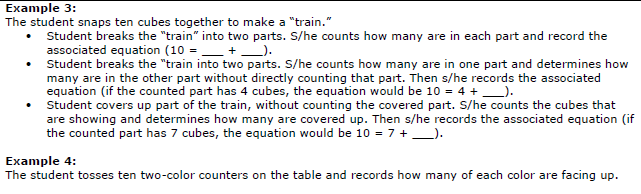 Example 3:
The student snaps ten cubes together to make a "train."
• Student breaks the "train" into two parts. S/he counts how many are in each part and record the
associated equation (10 = ___ + ___).
• Student breaks the "train into two parts. S/he counts how many are in one part and determines how
many are in the other part without directly counting that part. Then s/he records the associated
equation (if the counted part has 4 cubes, the equation would be 10 = 4 + ___).
• Student covers up part of the train, without counting the covered part. S/he counts the cubes that
are showing and determines how many are covered up. Then s/he records the associated equation (if
the counted part has 7 cubes, the equation would be 10 = 7 + ___).
Example 4:
The student tosses ten two-color counters on the table and records how many of each color are facing up.